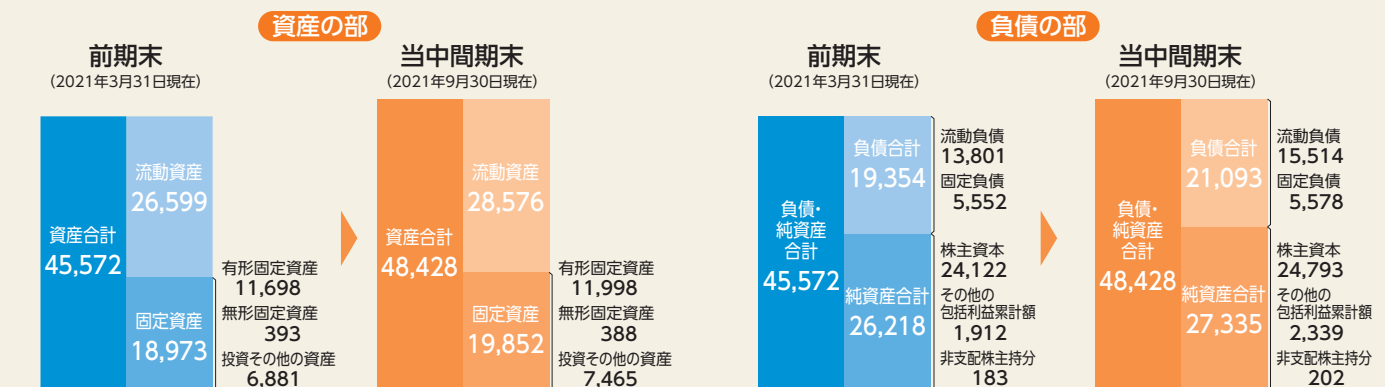 資産の部
前期末
(2021年3月31日現在)
資産合計
45,572
流動資産
26,599
固定資産
18,973
有形固定資産
11,698
無形固定資産
393
投資その他の資産
6,881
当中間期末
(2021年9月30日現在)
資産合計
48,428
流動資産
28,576
固定資産
19,852
有形固定資産
11,998
無形固定資産
388
投資その他の資産
7,465
負債の部
前期末
(2021年3月31日現在)
負債・
純資産
合計
45,572
負債合計
19,354
純資産合計
26,218
流動負債
13,801
固定負債
5,552
株主資本
24,122
その他の
包括利益累計額
1,912
非支配株主持分
183
当中間期末
(2021年9月30日現在)
負債・
純資産
合計
48,428
負債合計
21,093
純資産合計
27,335
流動負債
15,514
固定負債
5,578
株主資本
24,793
その他の
包括利益累計額
2,339
非支配株主持分
202